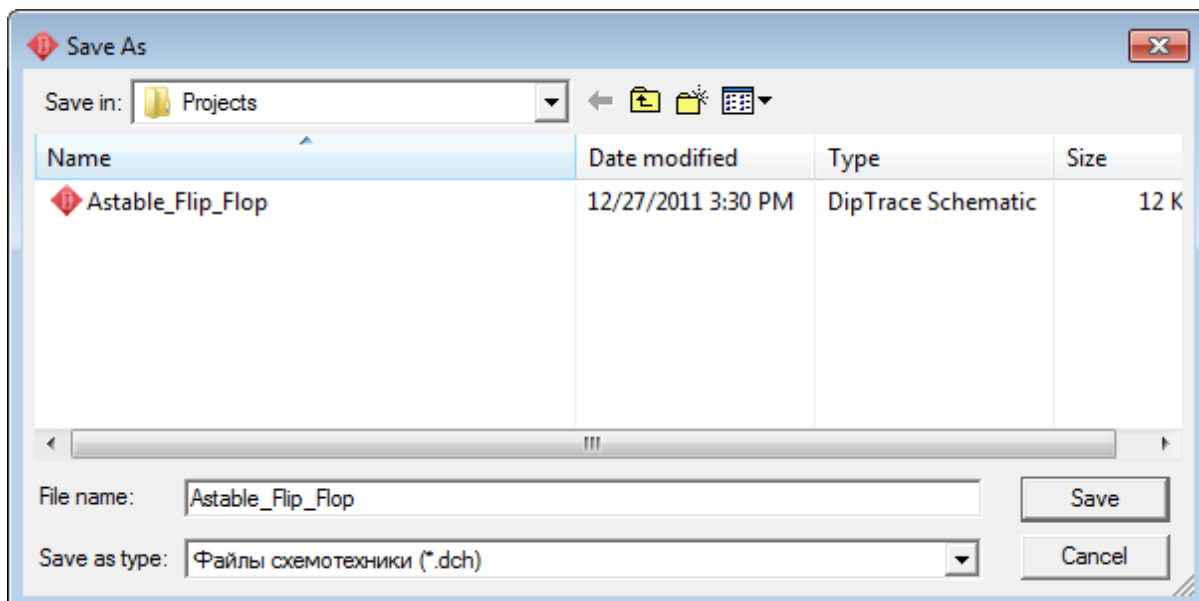 Save As
Save in: Projects
Name Date modified Type Size
Astable_Flip_Flop 12/27/2011 3:30 PM DipTrace Schematic 12 K
File name: Astable_Flip_Flop Save
Save as type: Файлы схемотехники (*.dch) Cancel